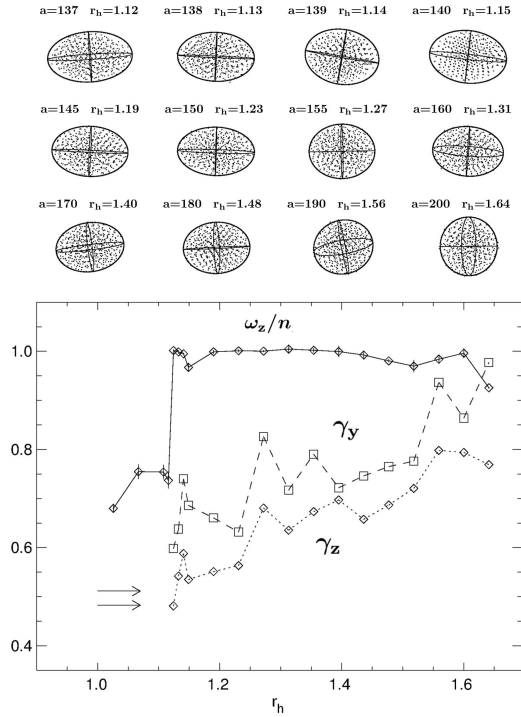 a=137 r_h=1.12 a=138 r_h=1.13 a=139 r_h=1.14 a=140 r_h=1.15
a=145 r_h=1.19 a=150 r_h=1.23 a=155 r_h=1.27 a=160 r_h=1.31
a=170 r_h=1.40 a=180 r_h=1.48 a=190 r_h=1.56 a=200 r_h=1.64
ω_z/n
1.0
γ_y
0.8
γ_z
0.6
0.4
1.0 1.2 1.4 1.6
r_h